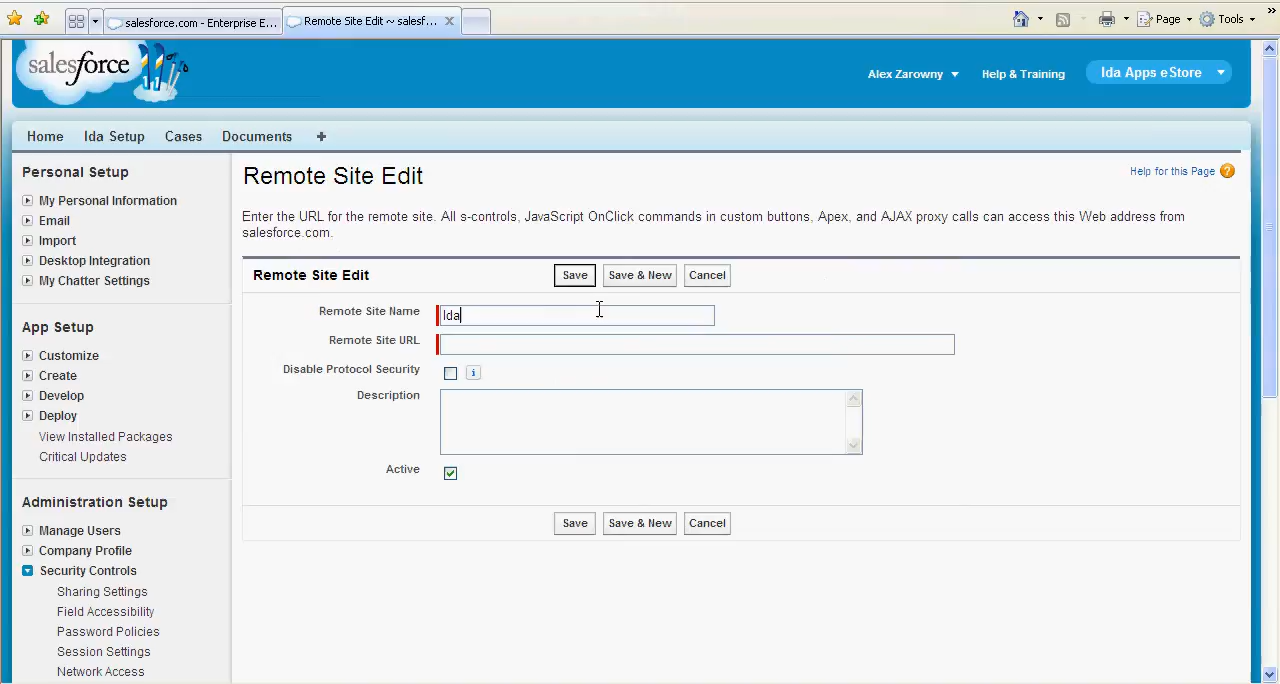 salesforce.com - Enterprise E...
Remote Site Edit ~ salesf...
Page
Tools
salesforce
Alex Zarowny
Help & Training
Ida Apps eStore
Home
Ida Setup
Cases
Documents
Personal Setup
My Personal Information
Email
Import
Desktop Integration
My Chatter Settings
App Setup
Customize
Create
Develop
Deploy
View Installed Packages
Critical Updates
Administration Setup
Manage Users
Company Profile
Security Controls
Sharing Settings
Field Accessibility
Password Policies
Session Settings
Network Access
Remote Site Edit
Help for this Page ?
Enter the URL for the remote site. All s-controls, JavaScript OnClick commands in custom buttons, Apex, and AJAX proxy calls can access this Web address from
salesforce.com.
Remote Site Edit
Save
Save & New
Cancel
Remote Site Name
Ida
Remote Site URL
Disable Protocol Security
i
Description
Active
Save
Save & New
Cancel